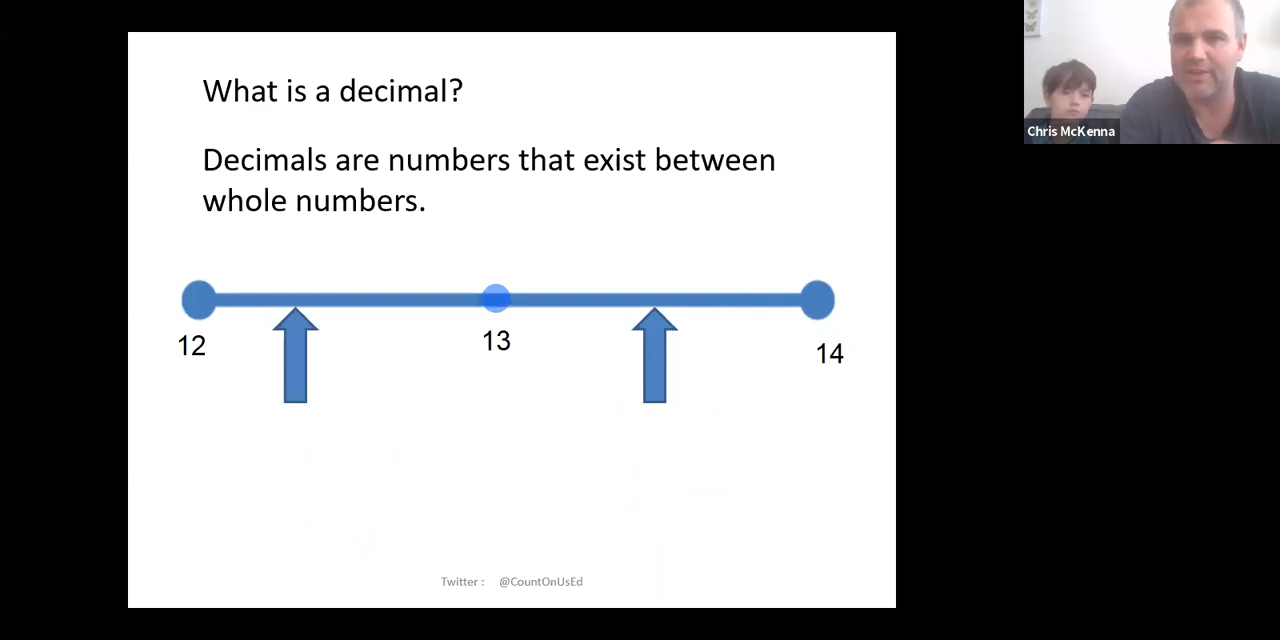 What is a decimal?
Decimals are numbers that exist between
whole numbers.
12
13
14
Twitter : @CountOnUsEd
Chris McKenna